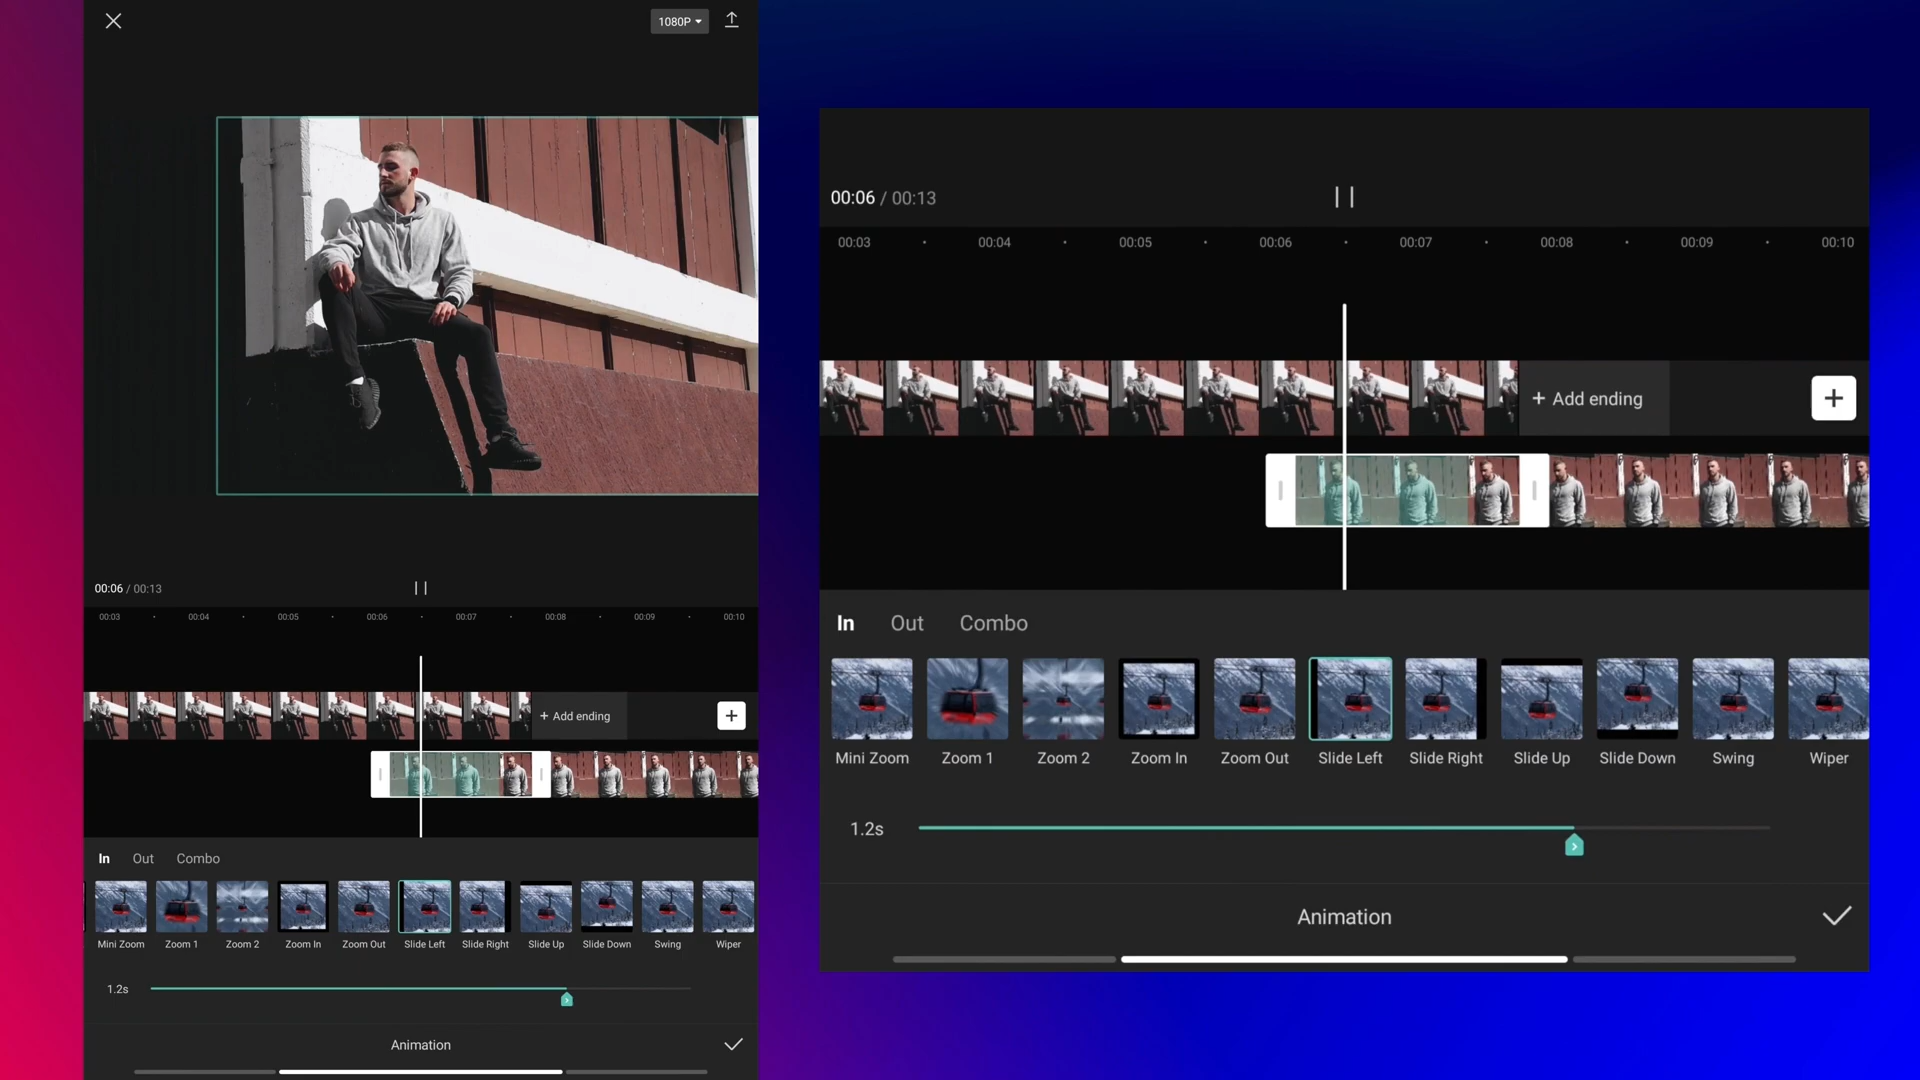 1080P
00:06 / 00:13
00:03 00:04 00:05 00:06 00:07 00:08 00:09 00:10
+ Add ending
In Out Combo
Mini Zoom Zoom 1 Zoom 2 Zoom In Zoom Out Slide Left Slide Right Slide Up Slide Down Swing Wiper
1.2s
Animation
00:06 / 00:13
00:03 00:04 00:05 00:06 00:07 00:08 00:09 00:10
+ Add ending
In Out Combo
Mini Zoom Zoom 1 Zoom 2 Zoom In Zoom Out Slide Left Slide Right Slide Up Slide Down Swing Wiper
1.2s
Animation